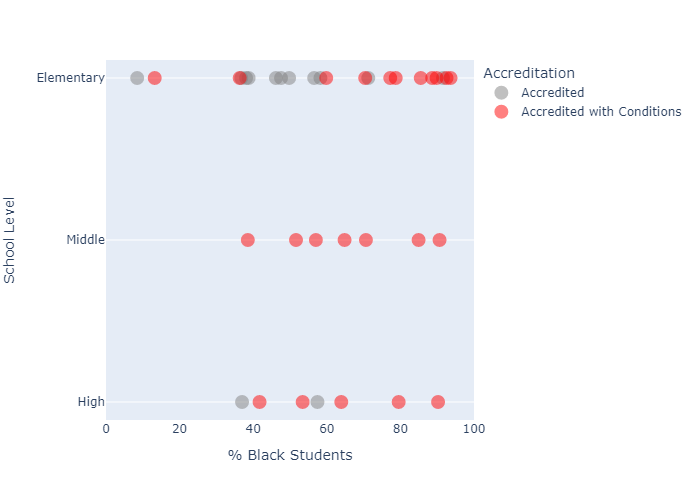 Accreditation
Accredited
Accredited with Conditions
School Level
Elementary
Middle
High
0 20 40 60 80 100
% Black Students